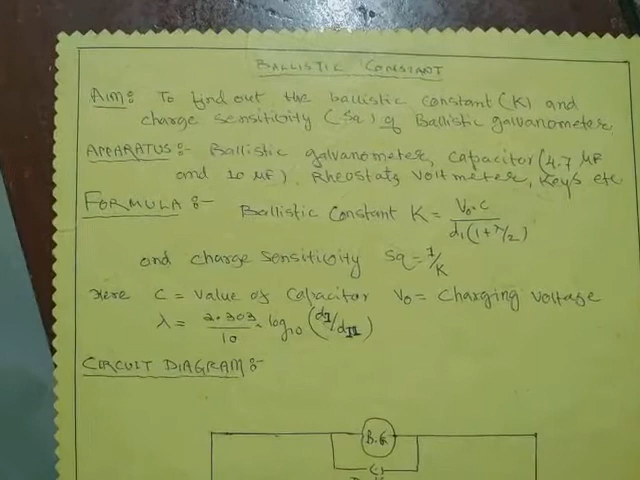 BALLISTIC CONSTANT
AIM: To find out the ballistic constant (K) and
charge sensitivity (Sq) of Ballistic galvanometer
APPARATUS:- Ballistic galvanometer, Capacitor (4.7 μF
and 10 μF), Rheostats, Voltmeter, Keys etc.
FORMULA:- Ballistic Constant K = V₀.C / d₁(1+λ/2)
and charge Sensitivity Sq = 1/K
Here C = Value of Capacitor V₀ = Charging Voltage
λ = 2.303/10 . log₁₀ (d_I/d_II)
CIRCUIT DIAGRAM:-
B.G